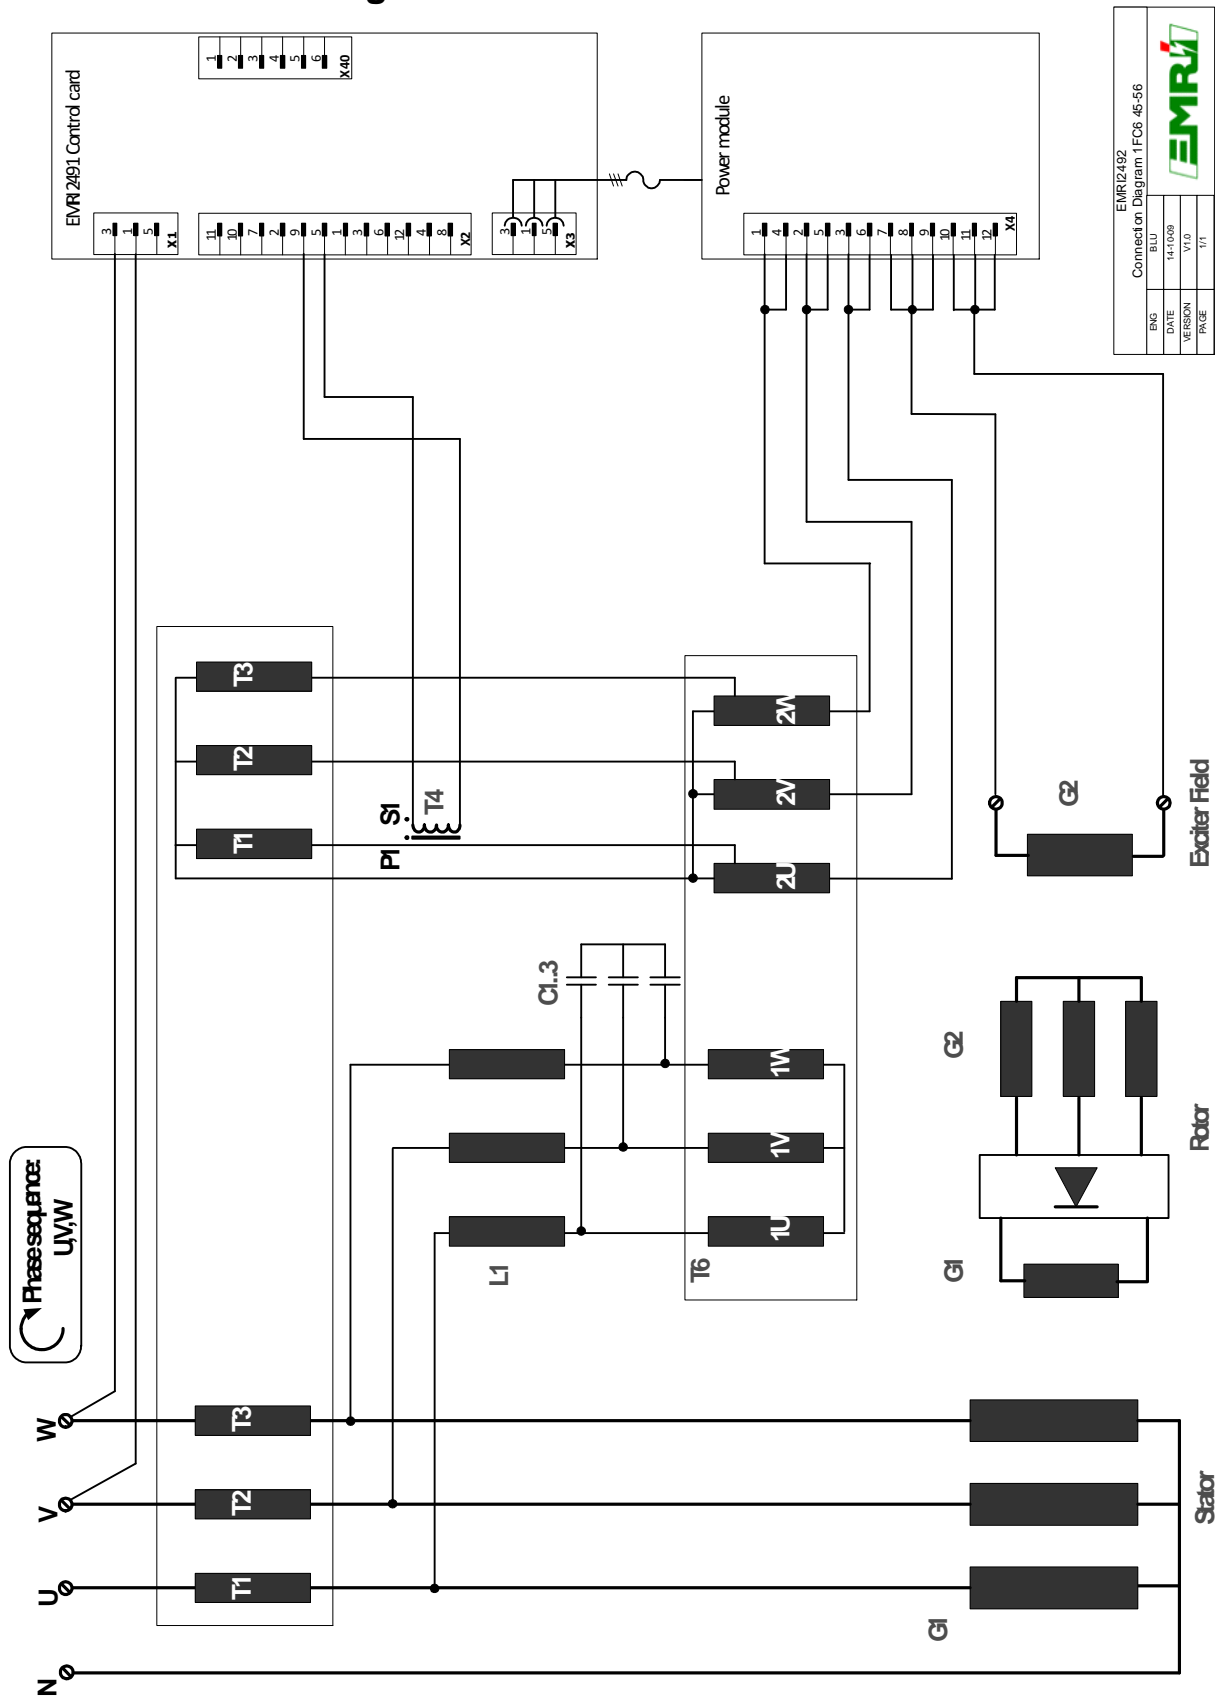 EMRI 2491 Control card
3
1
5
X1
11
10
7
2
9
5
1
3
6
12
4
8
X2
1
2
3
4
5
6
X40
3
1
5
X3
Power module
1
4
2
5
3
6
7
8
9
10
11
12
X4
EMRI2492
Connection Diagram 1FC6 45-56
ENG BLU
DATE 14-10-09
VERSION V1.0
PAGE 1/1
EMRI
T1
T2
T3
P1
S1
T4
2U
2V
2W
G2
Exciter Field
Phase sequence:
U,V,W
C1..3
L1
1U
1V
1W
T6
G2
Rotor
G1
N
U
V
W
T1
T2
T3
G1
Stator